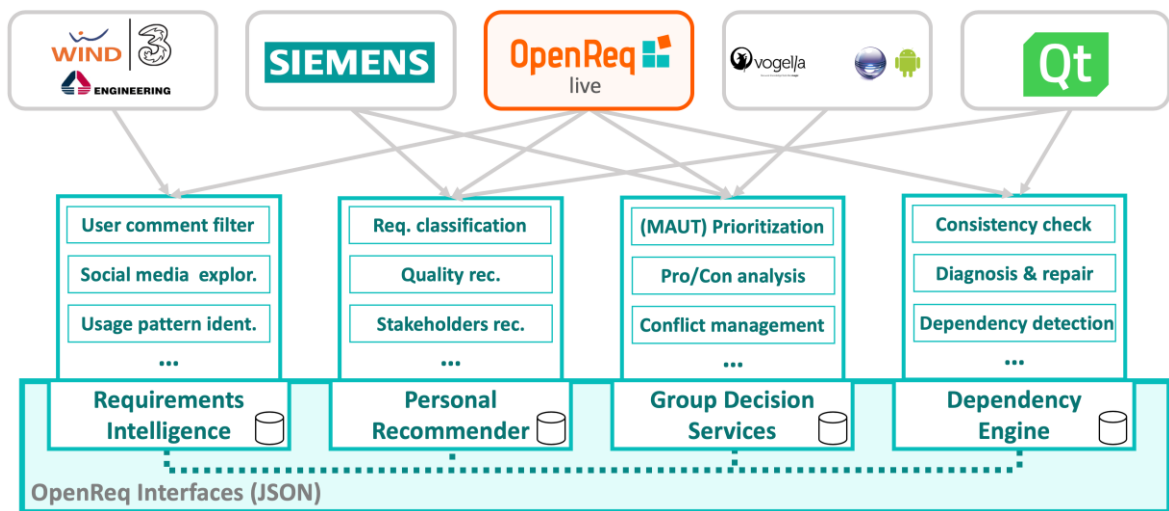 WIND 3
ENGINEERING
SIEMENS
OpenReq
live
vogella
Qt
User comment filter
Social media explor.
Usage pattern ident.
...
Requirements
Intelligence
Req. classification
Quality rec.
Stakeholders rec.
...
Personal
Recommender
(MAUT) Prioritization
Pro/Con analysis
Conflict management
...
Group Decision
Services
Consistency check
Diagnosis & repair
Dependency detection
...
Dependency
Engine
OpenReq Interfaces (JSON)